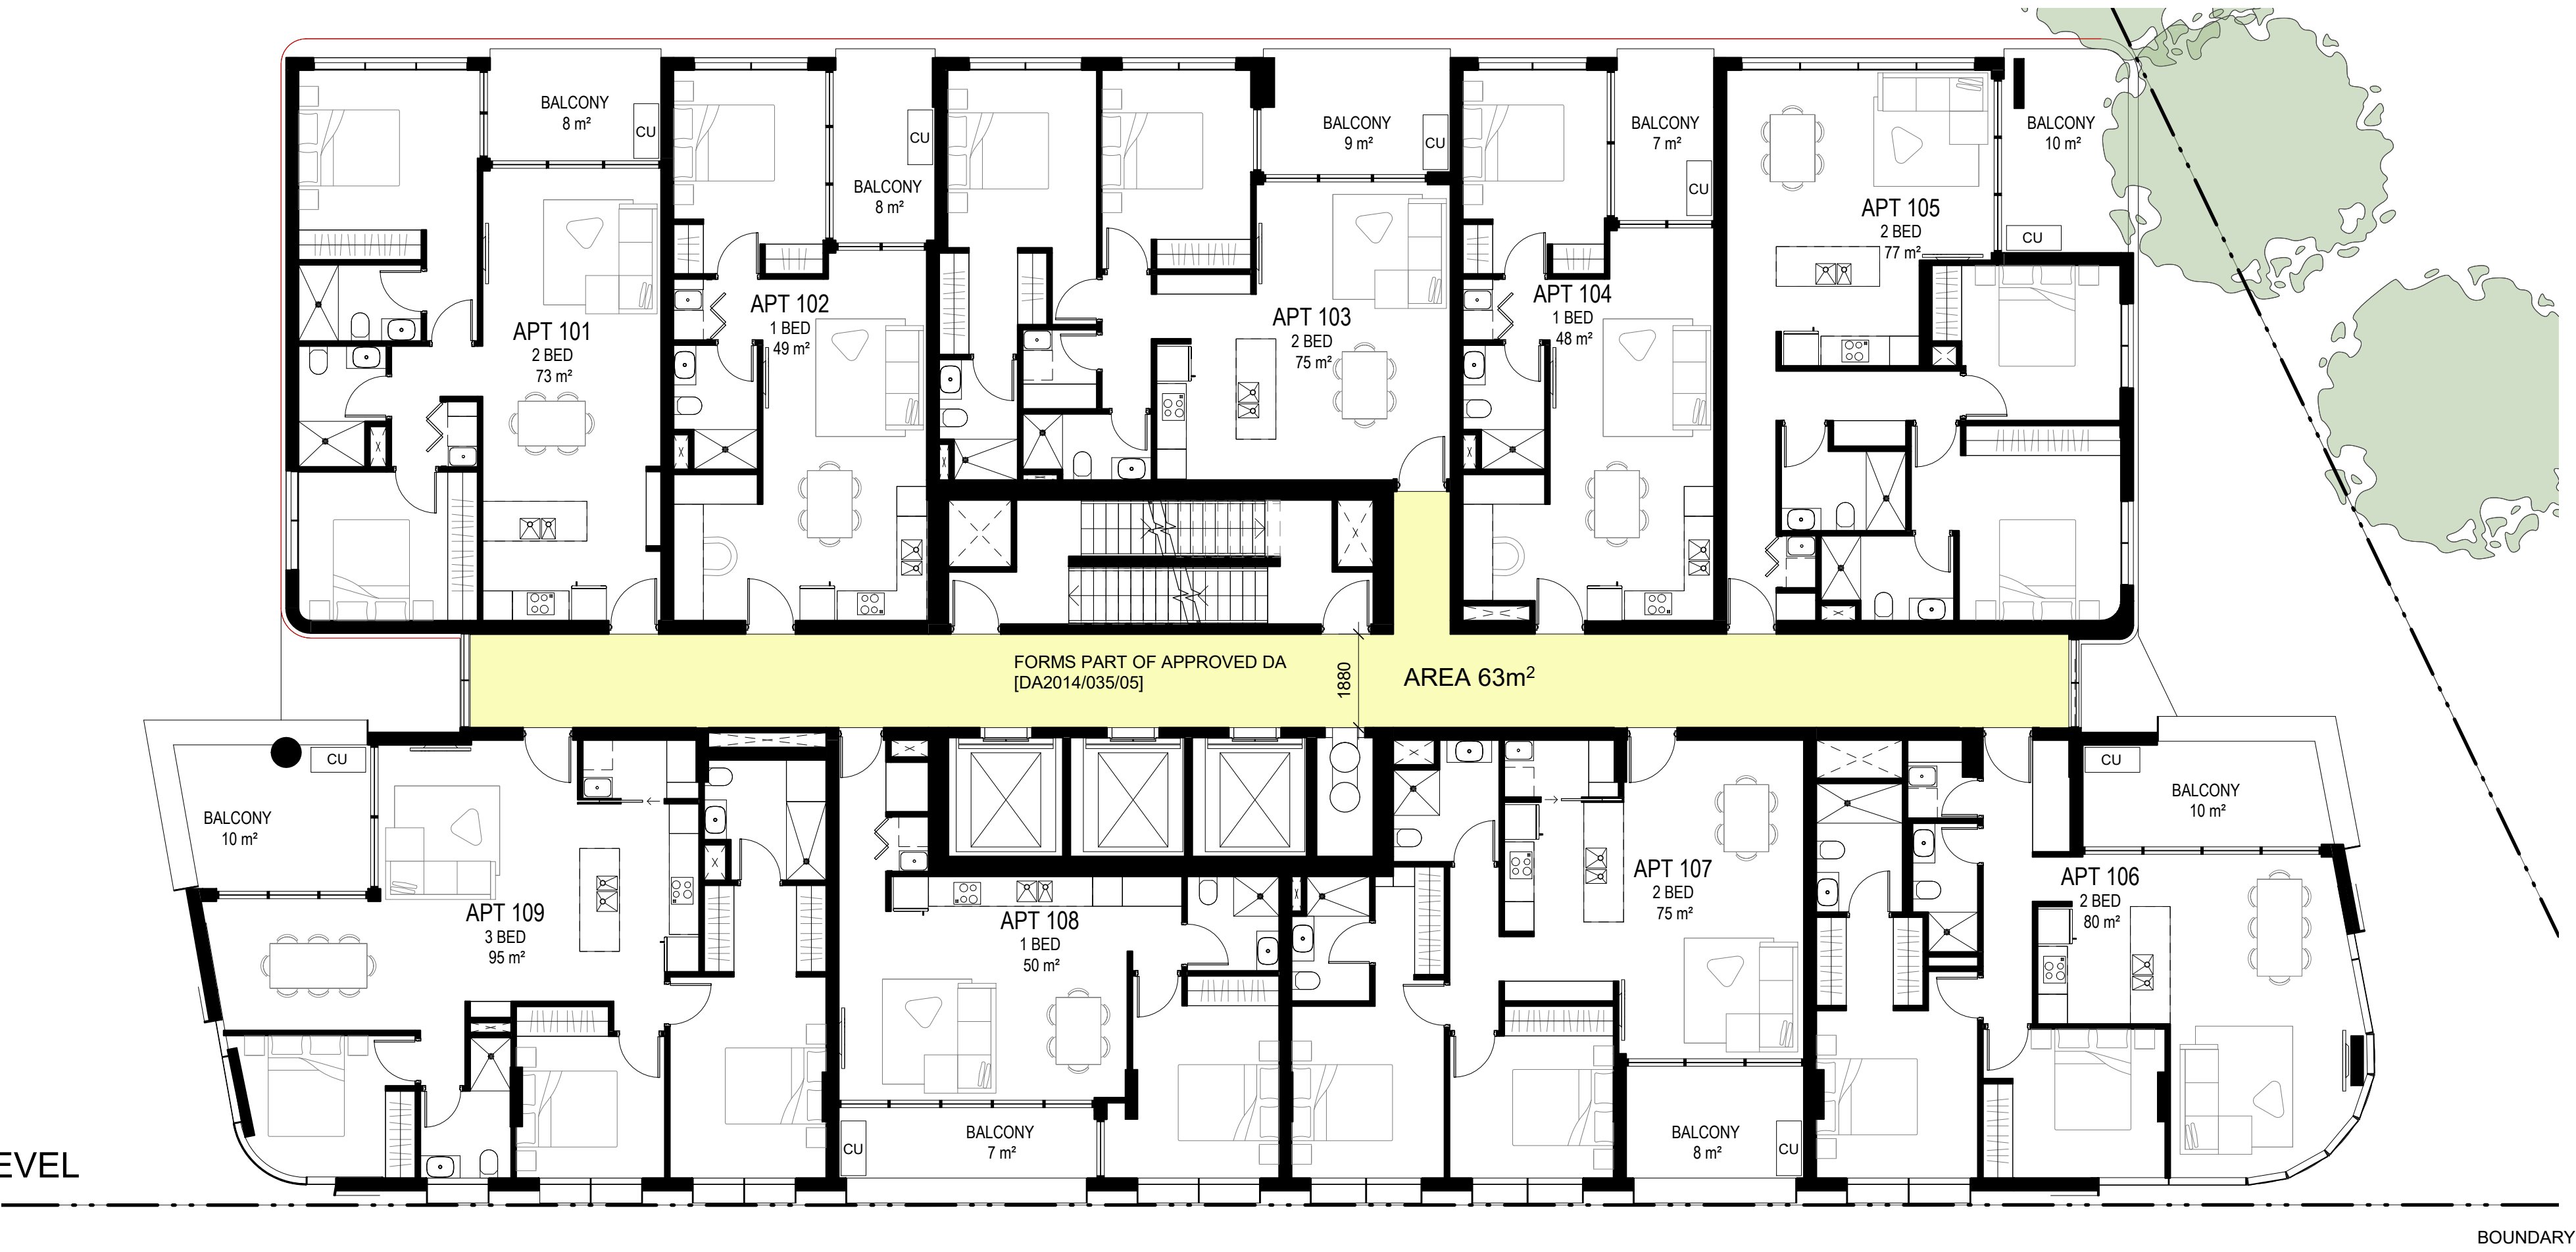 BALCONY
8 m²
CU
BALCONY
8 m²
CU
BALCONY
9 m²
CU
BALCONY
7 m²
CU
BALCONY
10 m²
CU
APT 101
2 BED
73 m²
APT 102
1 BED
49 m²
APT 103
2 BED
75 m²
APT 104
1 BED
48 m²
APT 105
2 BED
77 m²
FORMS PART OF APPROVED DA
[DA2014/035/05]
1880
AREA 63m²
CU
BALCONY
10 m²
APT 109
3 BED
95 m²
APT 108
1 BED
50 m²
APT 107
2 BED
75 m²
APT 106
2 BED
80 m²
CU
BALCONY
10 m²
CU
BALCONY
7 m²
BALCONY
8 m²
CU
EVEL
BOUNDARY